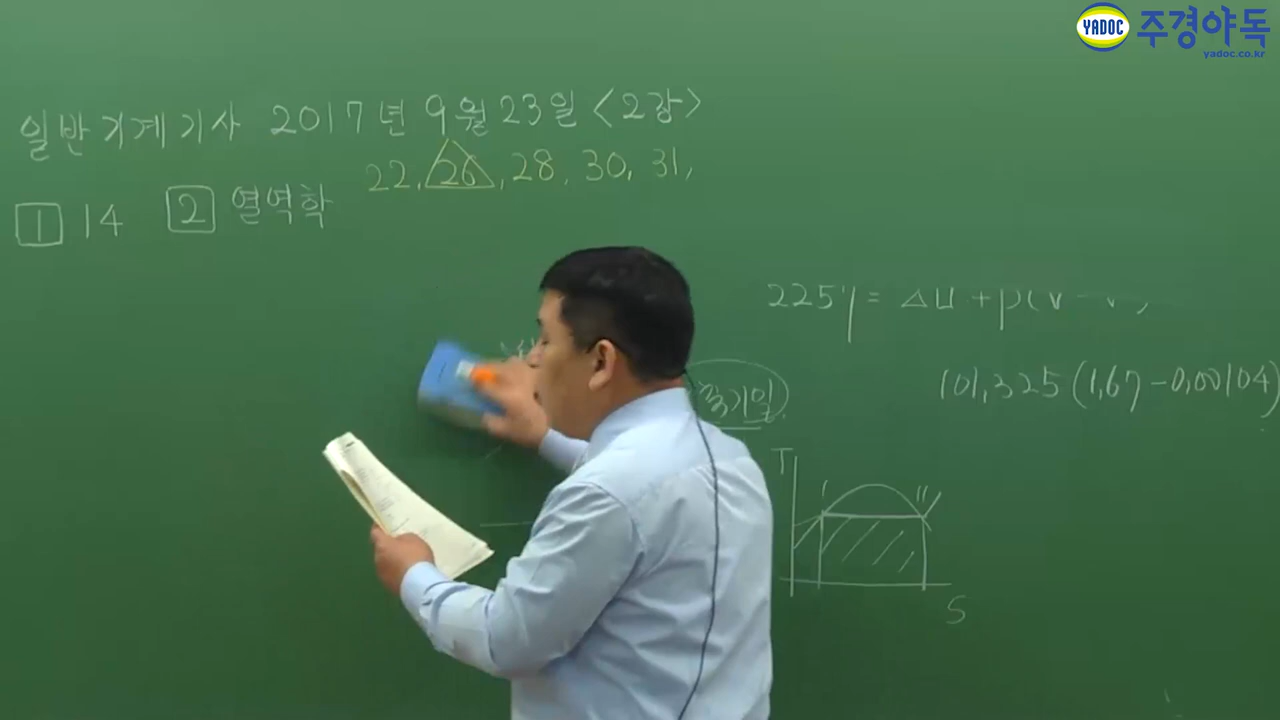 YADOC 주경야독
yadoc.co.kr
일반기계기사 2017년 9월 23일 <2강>
22, 26, 28, 30, 31,
1 14 2 열역학
2257 = ΔU + P(v - v
101,325 (1,67 - 0,00104)
T
S